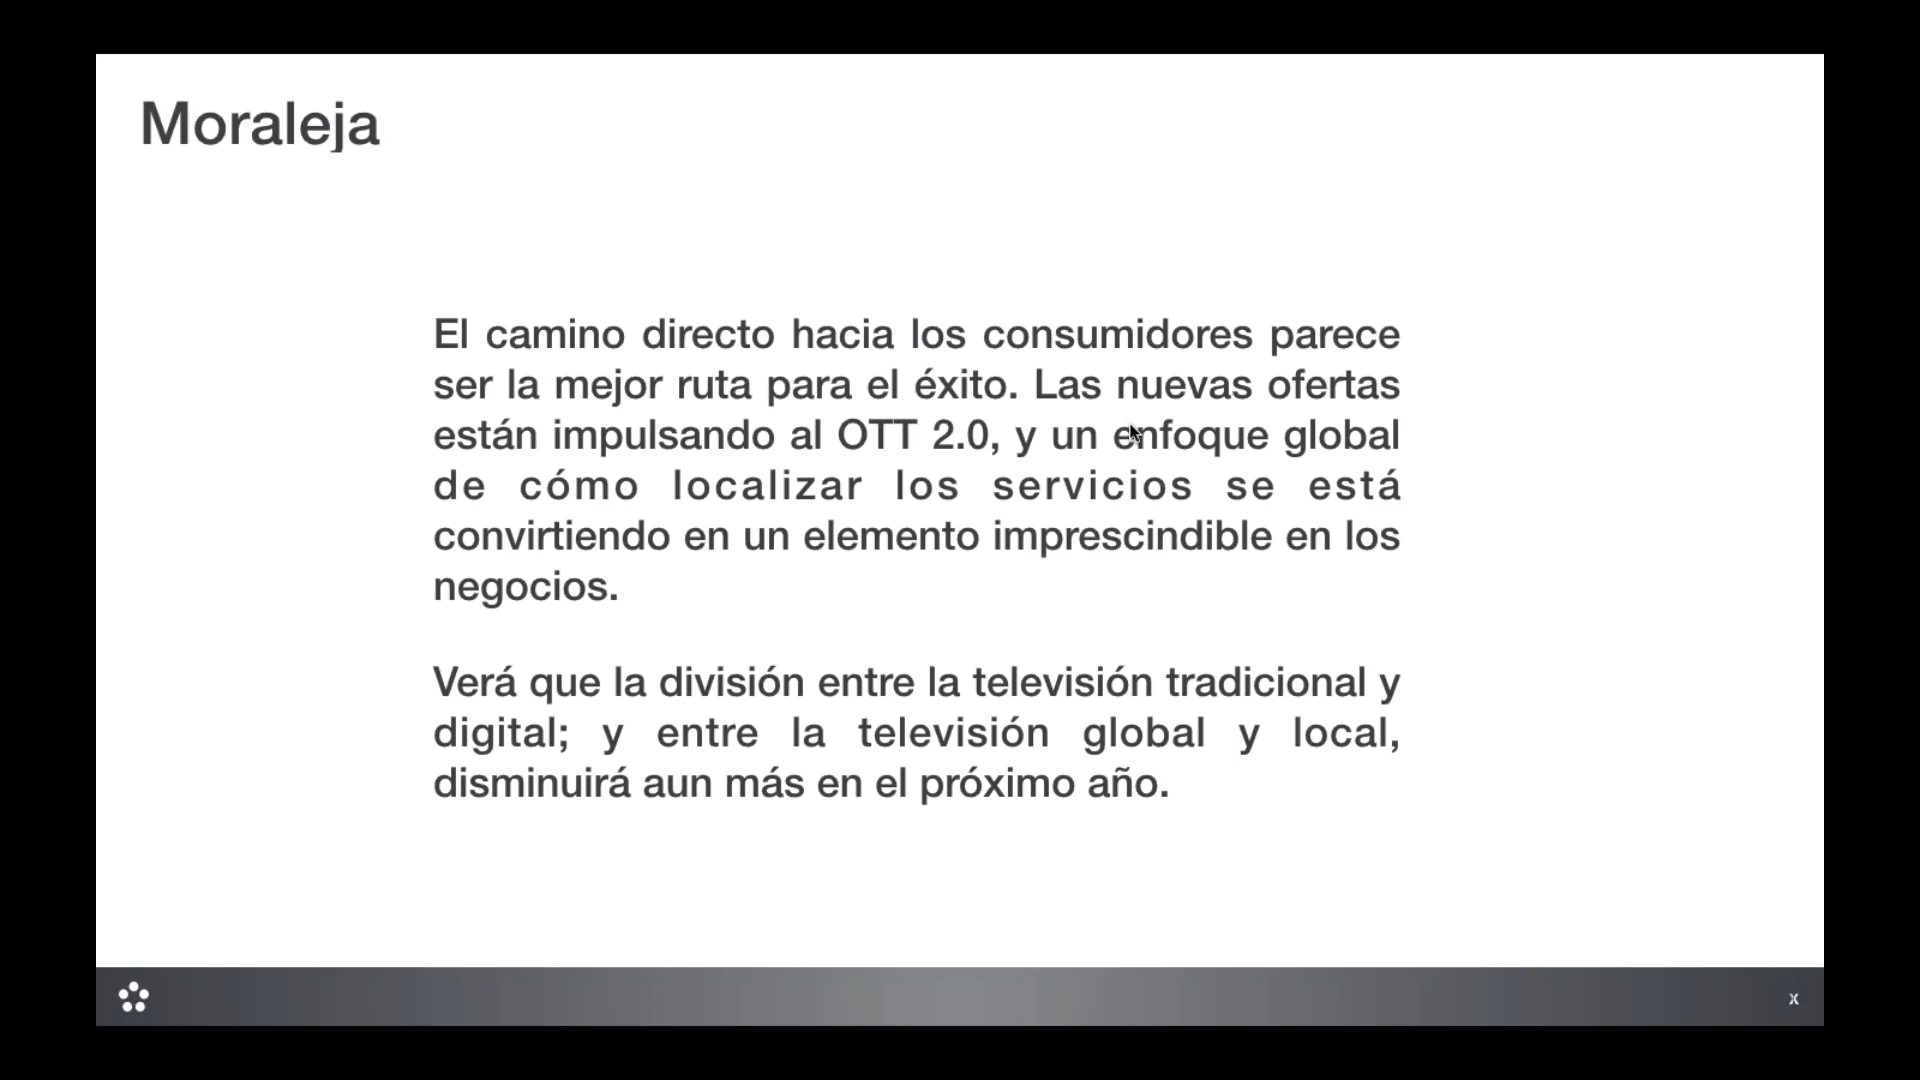 Moraleja
El camino directo hacia los consumidores parece
ser la mejor ruta para el éxito. Las nuevas ofertas
están impulsando al OTT 2.0, y un enfoque global
de cómo localizar los servicios se está
convirtiendo en un elemento imprescindible en los
negocios.
Verá que la división entre la televisión tradicional y
digital; y entre la televisión global y local,
disminuirá aun más en el próximo año.
x